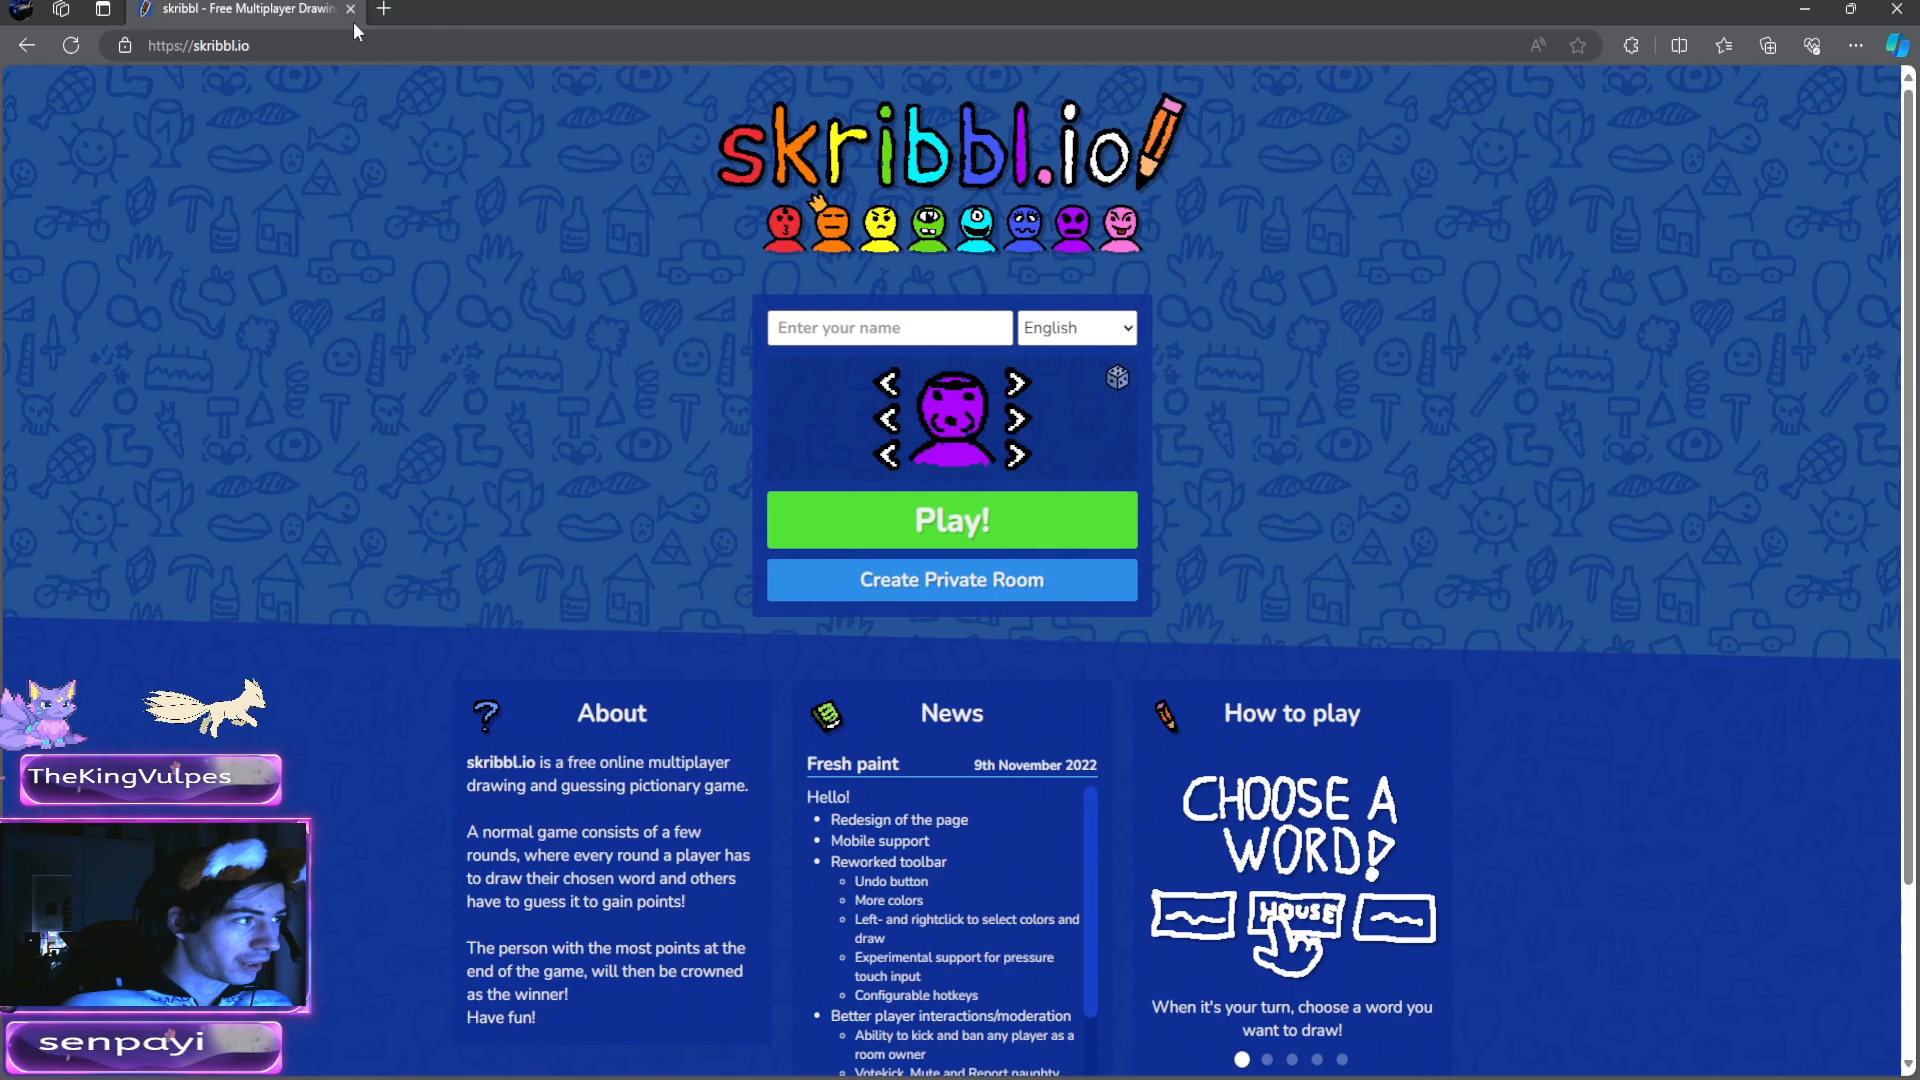 skribbl - Free Multiplayer Drawin
https://skribbl.io
skribbl.io
Enter your name
English
Play!
Create Private Room
About
skribbl.io is a free online multiplayer
drawing and guessing pictionary game.
A normal game consists of a few
rounds, where every round a player has
to draw their chosen word and others
have to guess it to gain points!
The person with the most points at the
end of the game, will then be crowned
as the winner!
Have fun!
News
Fresh paint 9th November 2022
Hello!
Redesign of the page
Mobile support
Reworked toolbar
Undo button
More colors
Left- and rightclick to select colors and
draw
Experimental support for pressure
touch input
Configurable hotkeys
Better player interactions/moderation
Ability to kick and ban any player as a
room owner
Votekick, Mute and Report naughty
How to play
CHOOSE A
WORD!
HOUSE
When it's your turn, choose a word you
want to draw!
TheKingVulpes
senpayi